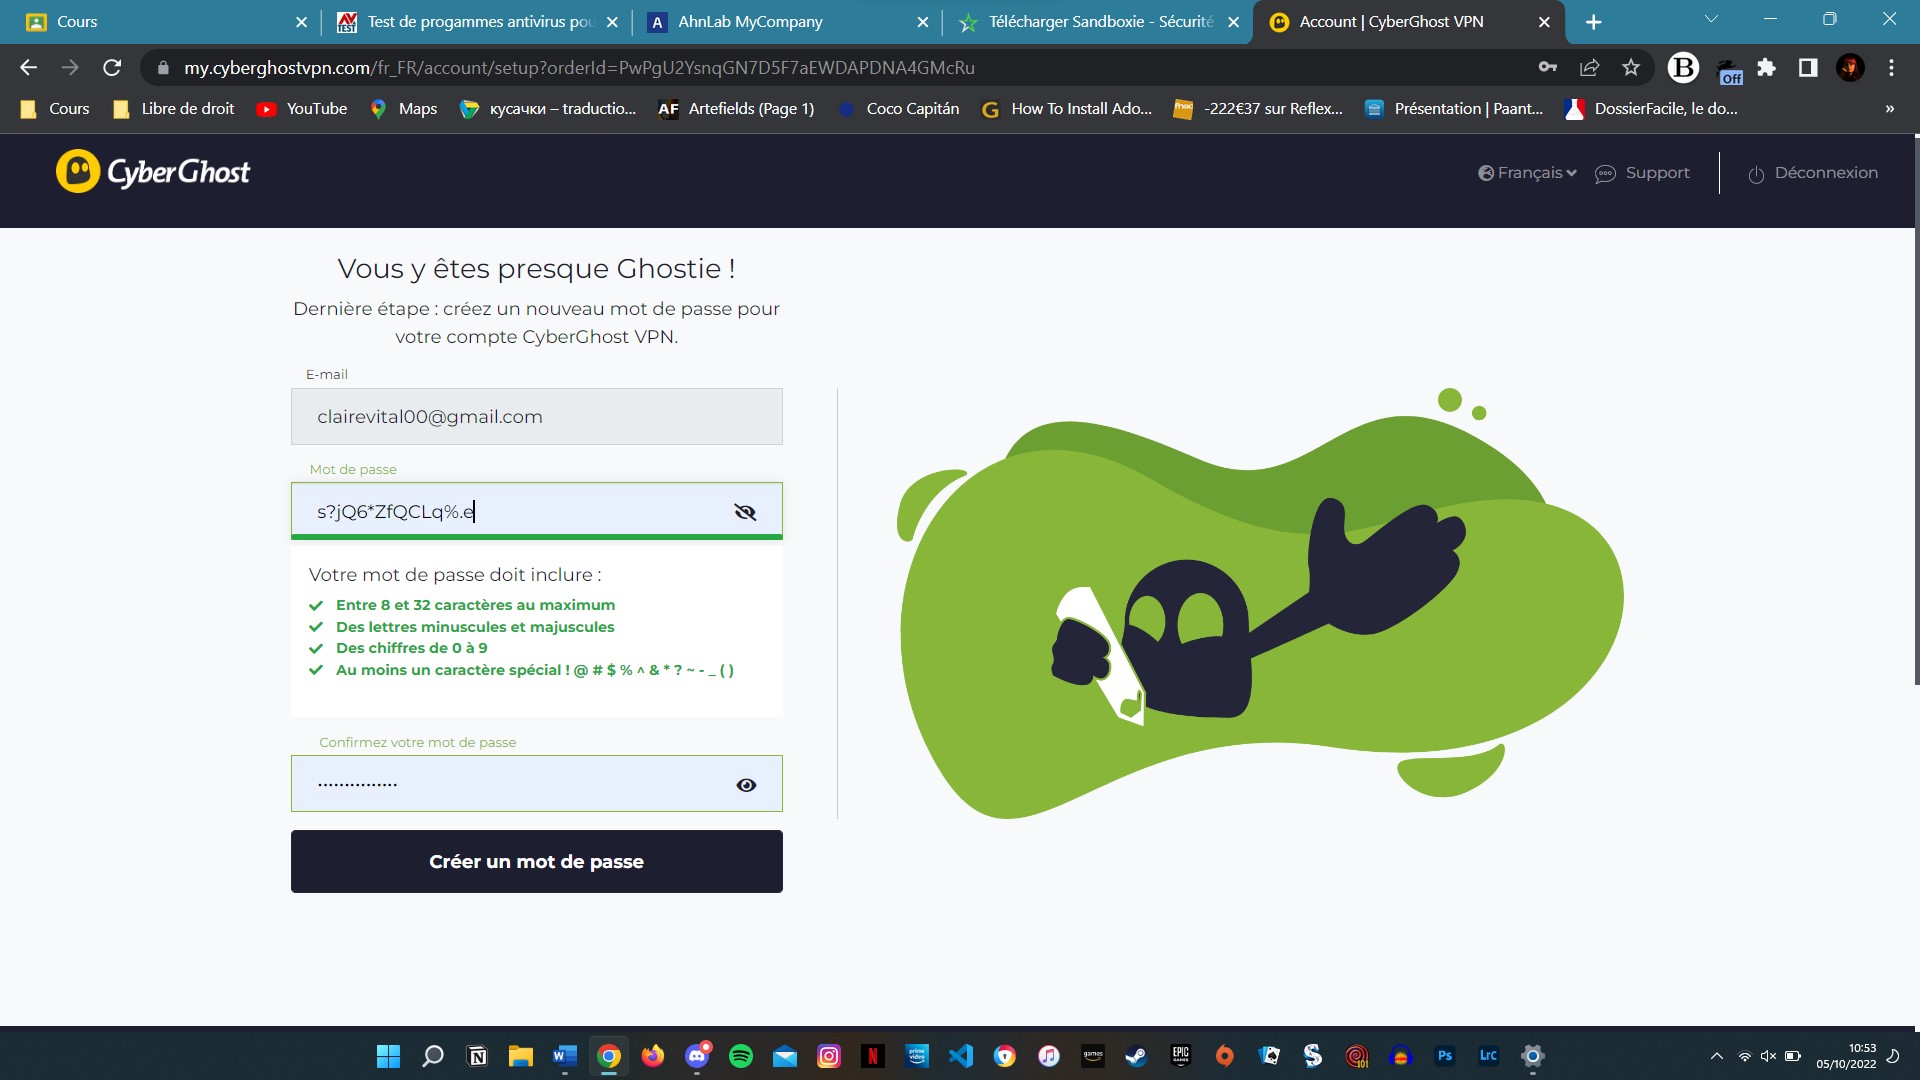 Cours
Test de progammes antivirus pou
AhnLab MyCompany
Télécharger Sandboxie - Sécurité
Account | CyberGhost VPN
my.cyberghostvpn.com/fr_FR/account/setup?orderId=PwPgU2YsnqGN7D5F7aEWDAPDNA4GMcRu
B
Off
Cours
Libre de droit
YouTube
Maps
кусачки – traductio...
AF Artefields (Page 1)
Coco Capitán
G How To Install Ado...
fnac -222€37 sur Reflex...
Présentation | Paant...
DossierFacile, le do...
»
CyberGhost
Français
Support
Déconnexion
Vous y êtes presque Ghostie !
Dernière étape : créez un nouveau mot de passe pour
votre compte CyberGhost VPN.
E-mail
clairevital00@gmail.com
Mot de passe
s?jQ6*ZfQCLq%.e
Votre mot de passe doit inclure :
Entre 8 et 32 caractères au maximum
Des lettres minuscules et majuscules
Des chiffres de 0 à 9
Au moins un caractère spécial ! @ # $ % ^ & * ? ~ - _ ( )
Confirmez votre mot de passe
...............
Créer un mot de passe
10:53
05/10/2022